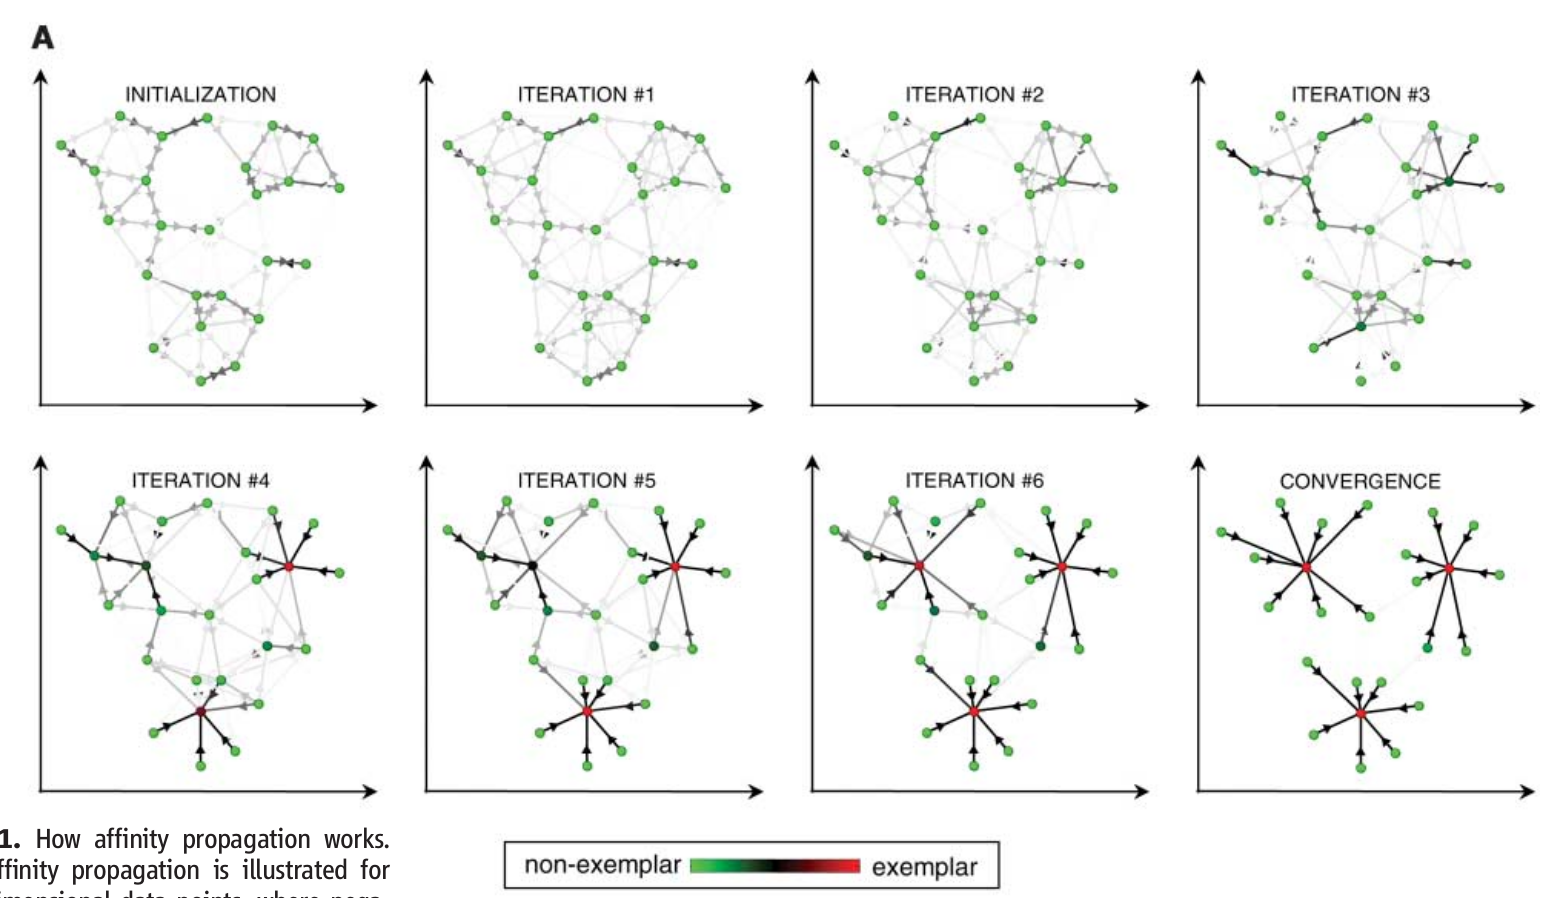 A
INITIALIZATION
ITERATION #1
ITERATION #2
ITERATION #3
ITERATION #4
ITERATION #5
ITERATION #6
CONVERGENCE
non-exemplar exemplar
1. How affinity propagation works.
ffinity propagation is illustrated for